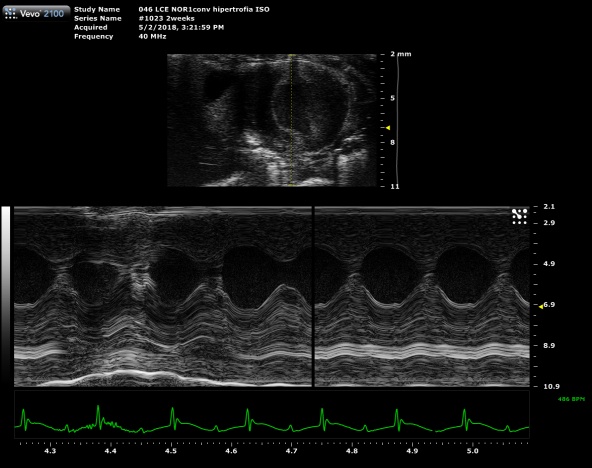 Vevo 2100
Study Name 046 LCE NOR1conv hipertrofia ISO
Series Name #1023 2weeks
Acquired 5/2/2018, 3:21:59 PM
Frequency 40 MHz
2 mm
5
8
11
2.1
2.9
4.9
6.9
8.9
10.9
486 BPM
4.3 4.4 4.5 4.6 4.7 4.8 4.9 5.0